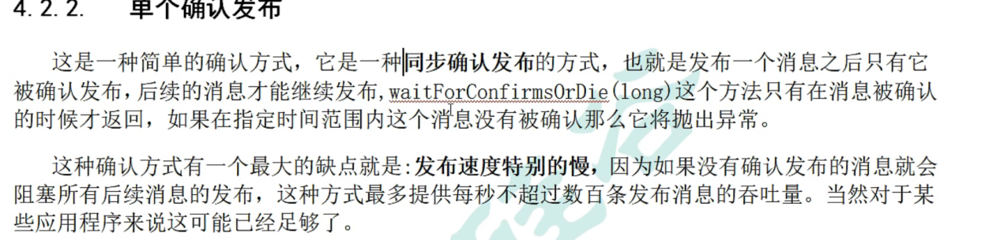 4.2.2. 单个确认发布
这是一种简单的确认方式，它是一种同步确认发布的方式，也就是发布一个消息之后只有它
被确认发布，后续的消息才能继续发布,waitForConfirmsOrDie(long)这个方法只有在消息被确认
的时候才返回，如果在指定时间范围内这个消息没有被确认那么它将抛出异常。
这种确认方式有一个最大的缺点就是:发布速度特别的慢，因为如果没有确认发布的消息就会
阻塞所有后续消息的发布，这种方式最多提供每秒不超过数百条发布消息的吞吐量。当然对于某
些应用程序来说这可能已经足够了。